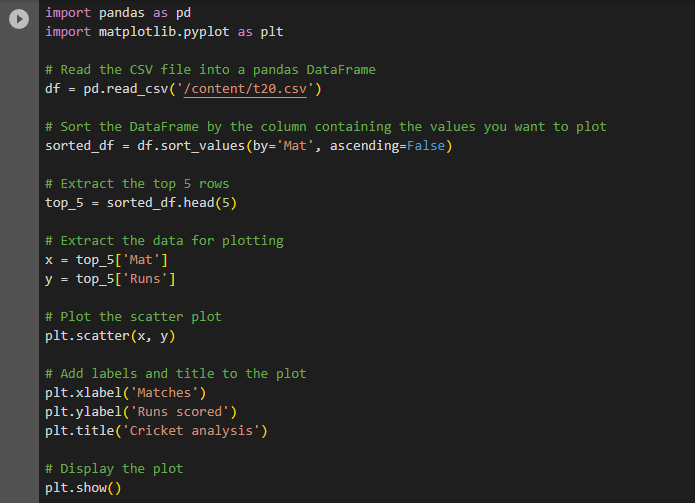 import pandas as pd
import matplotlib.pyplot as plt
# Read the CSV file into a pandas DataFrame
df = pd.read_csv('/content/t20.csv')
# Sort the DataFrame by the column containing the values you want to plot
sorted_df = df.sort_values(by='Mat', ascending=False)
# Extract the top 5 rows
top_5 = sorted_df.head(5)
# Extract the data for plotting
x = top_5['Mat']
y = top_5['Runs']
# Plot the scatter plot
plt.scatter(x, y)
# Add labels and title to the plot
plt.xlabel('Matches')
plt.ylabel('Runs scored')
plt.title('Cricket analysis')
# Display the plot
plt.show()